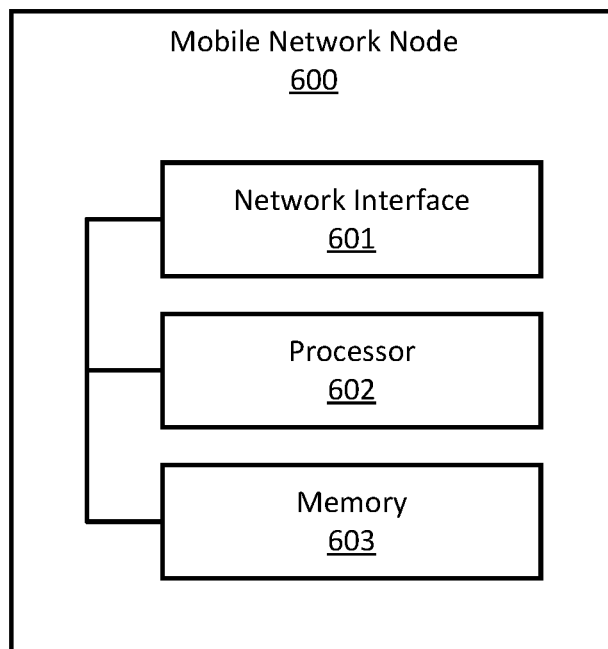 Mobile Network Node
600
Network Interface
601
Processor
602
Memory
603